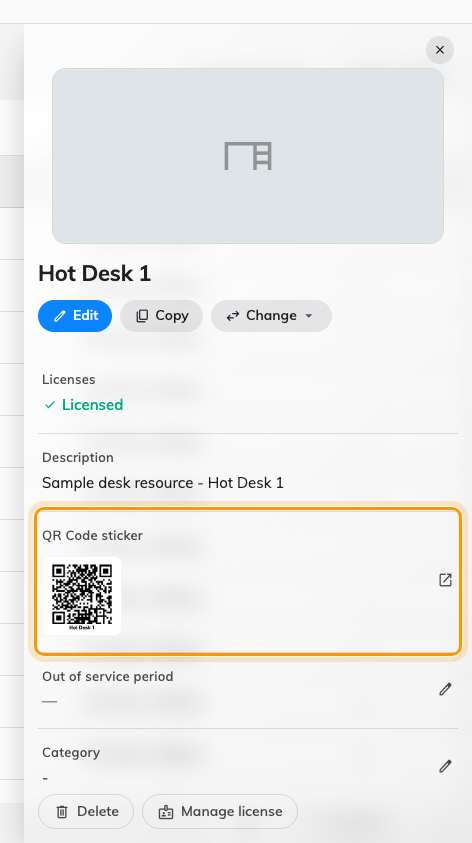 Hot Desk 1
Edit
Copy
Change
Licenses
Licensed
Description
Sample desk resource - Hot Desk 1
QR Code sticker
Hot Desk 1
Out of service period
—
Category
-
Delete
Manage license